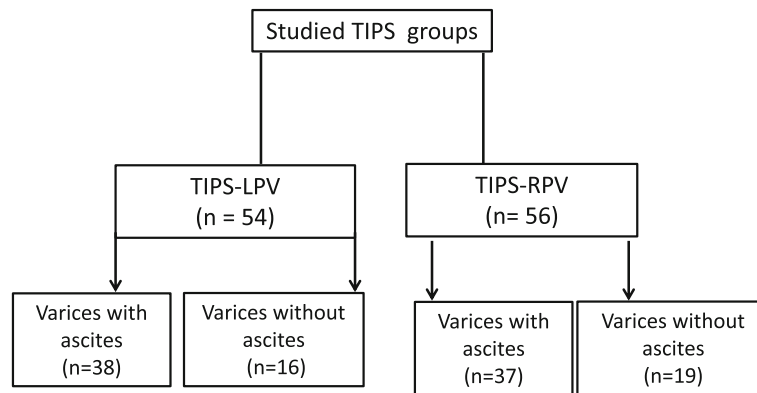 Studied TIPS groups
TIPS-LPV
(n = 54)
TIPS-RPV
(n= 56)
Varices with
ascites
(n=38)
Varices without
ascites
(n=16)
Varices with
ascites
(n=37)
Varices without
ascites
(n=19)